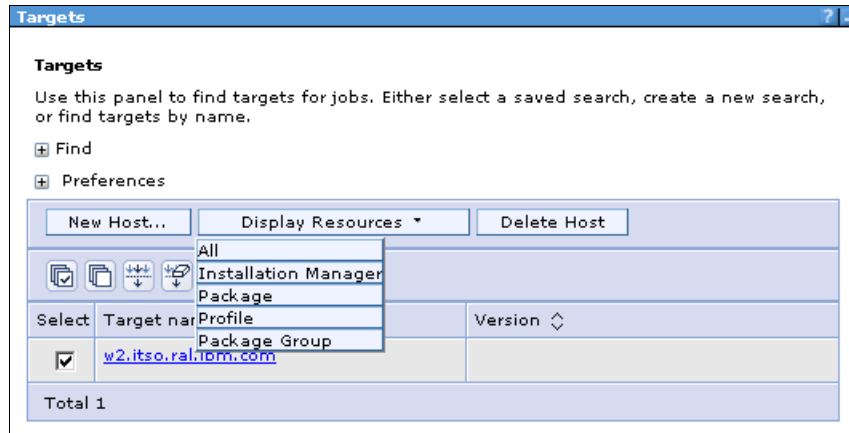 Targets ?
Targets
Use this panel to find targets for jobs. Either select a saved search, create a new search,
or find targets by name.
Find
Preferences
New Host... Display Resources Delete Host
All
Installation Manager
Package
Profile
Package Group
Select Target Version
w2.itso.ral.ibm.com
Total 1